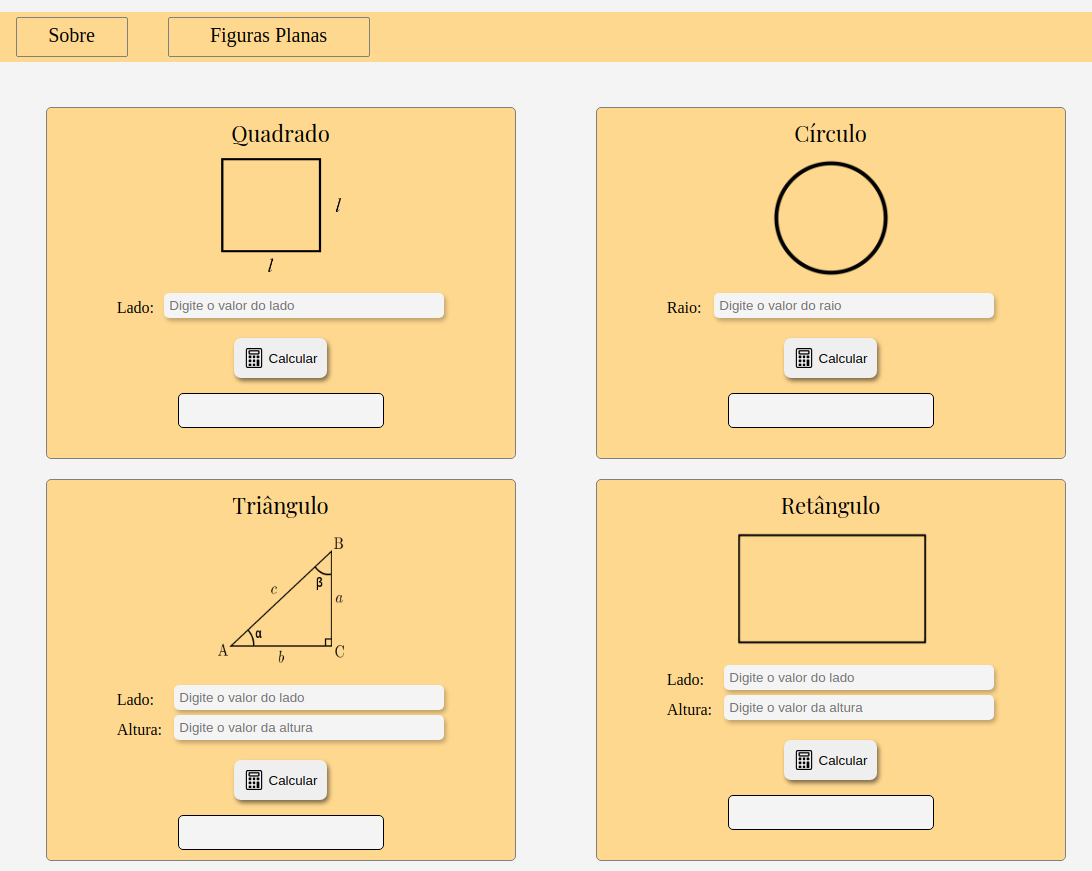 Sobre
Figuras Planas
Quadrado
l
l
Lado: Digite o valor do lado
Calcular
Círculo
Raio: Digite o valor do raio
Calcular
Triângulo
B
β
c
a
α
A
C
b
Lado: Digite o valor do lado
Altura: Digite o valor da altura
Calcular
Retângulo
Lado: Digite o valor do lado
Altura: Digite o valor da altura
Calcular